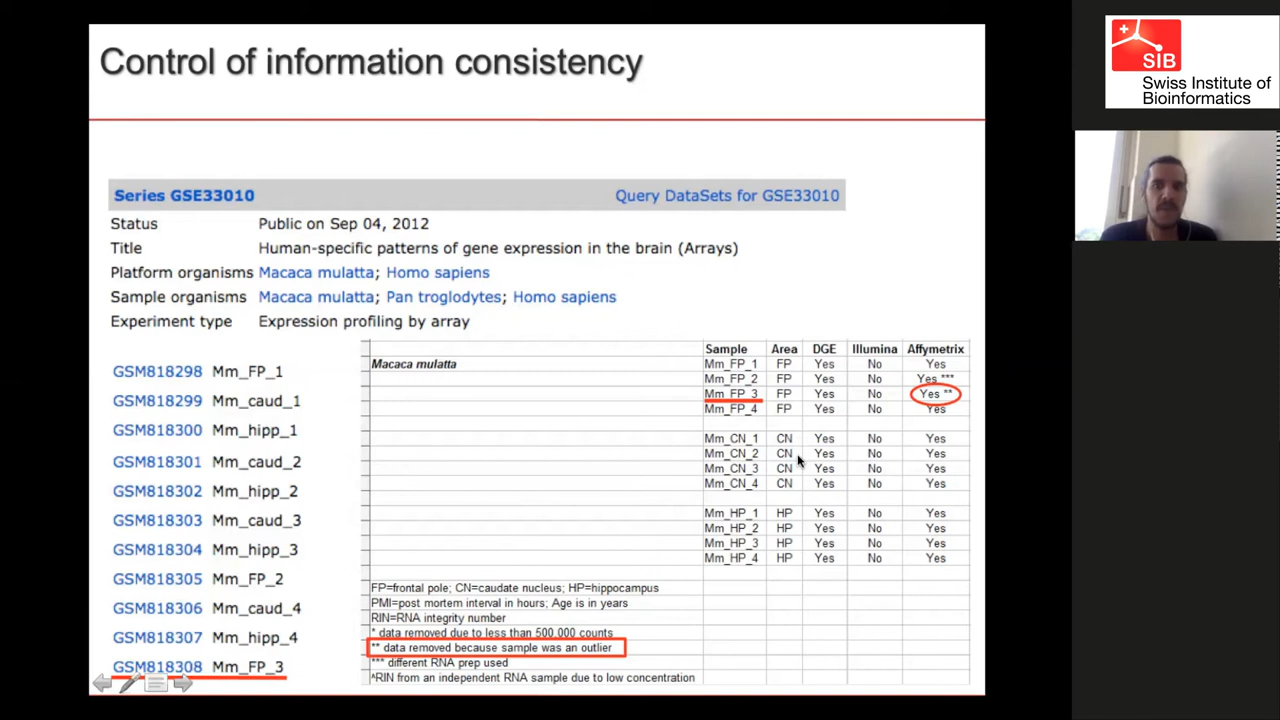 Control of information consistency
SIB
Swiss Institute of
Bioinformatics
Series GSE33010 Query DataSets for GSE33010
Status Public on Sep 04, 2012
Title Human-specific patterns of gene expression in the brain (Arrays)
Platform organisms Macaca mulatta; Homo sapiens
Sample organisms Macaca mulatta; Pan troglodytes; Homo sapiens
Experiment type Expression profiling by array
GSM818298 Mm_FP_1
GSM818299 Mm_caud_1
GSM818300 Mm_hipp_1
GSM818301 Mm_caud_2
GSM818302 Mm_hipp_2
GSM818303 Mm_caud_3
GSM818304 Mm_hipp_3
GSM818305 Mm_FP_2
GSM818306 Mm_caud_4
GSM818307 Mm_hipp_4
GSM818308 Mm_FP_3
Sample Area DGE Illumina Affymetrix
Macaca mulatta Mm_FP_1 FP Yes No Yes
Mm_FP_2 FP Yes No Yes ***
Mm_FP_3 FP Yes No Yes **
Mm_FP_4 FP Yes No Yes
Mm_CN_1 CN Yes No Yes
Mm_CN_2 CN Yes No Yes
Mm_CN_3 CN Yes No Yes
Mm_CN_4 CN Yes No Yes
Mm_HP_1 HP Yes No Yes
Mm_HP_2 HP Yes No Yes
Mm_HP_3 HP Yes No Yes
Mm_HP_4 HP Yes No Yes
FP=frontal pole; CN=caudate nucleus; HP=hippocampus
PMI=post mortem interval in hours; Age is in years
RIN=RNA integrity number
* data removed due to less than 500.000 counts
** data removed because sample was an outlier
*** different RNA prep used
^RIN from an independent RNA sample due to low concentration